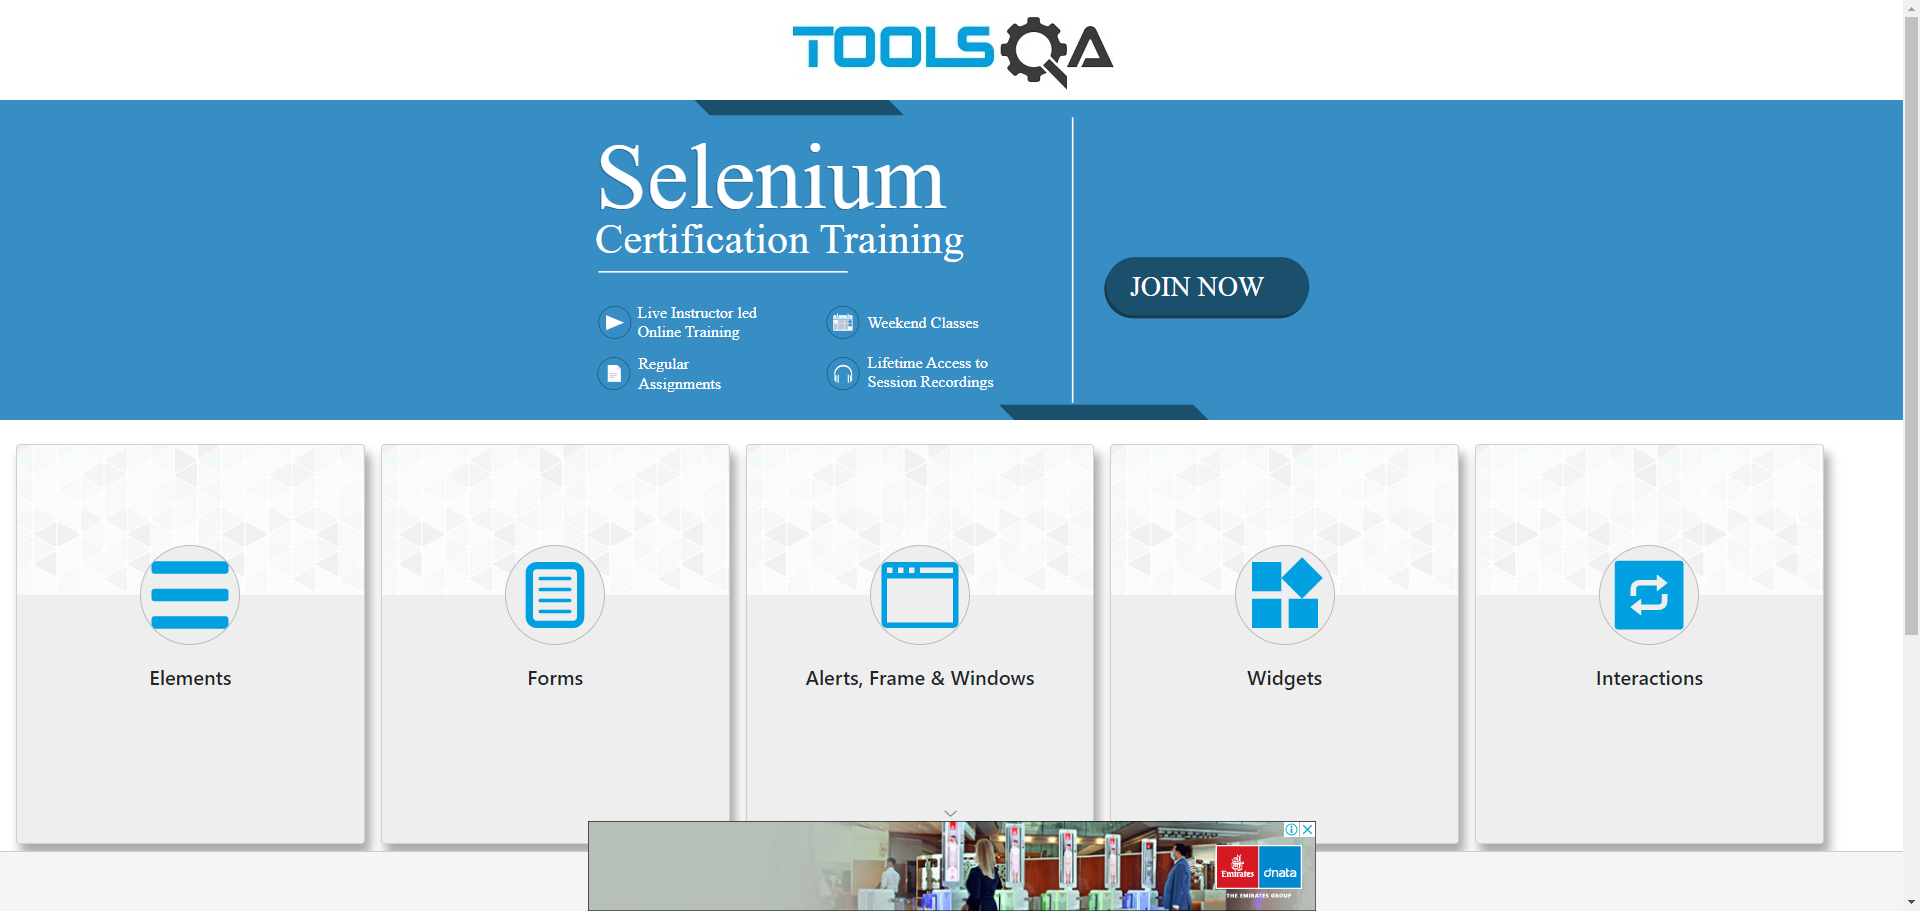 TOOLSQA
Selenium
Certification Training
JOIN NOW
Live Instructor led
Online Training
Weekend Classes
Regular
Assignments
Lifetime Access to
Session Recordings
Elements
Forms
Alerts, Frame & Windows
Widgets
Interactions
Emirates
dnata
THE EMIRATES GROUP